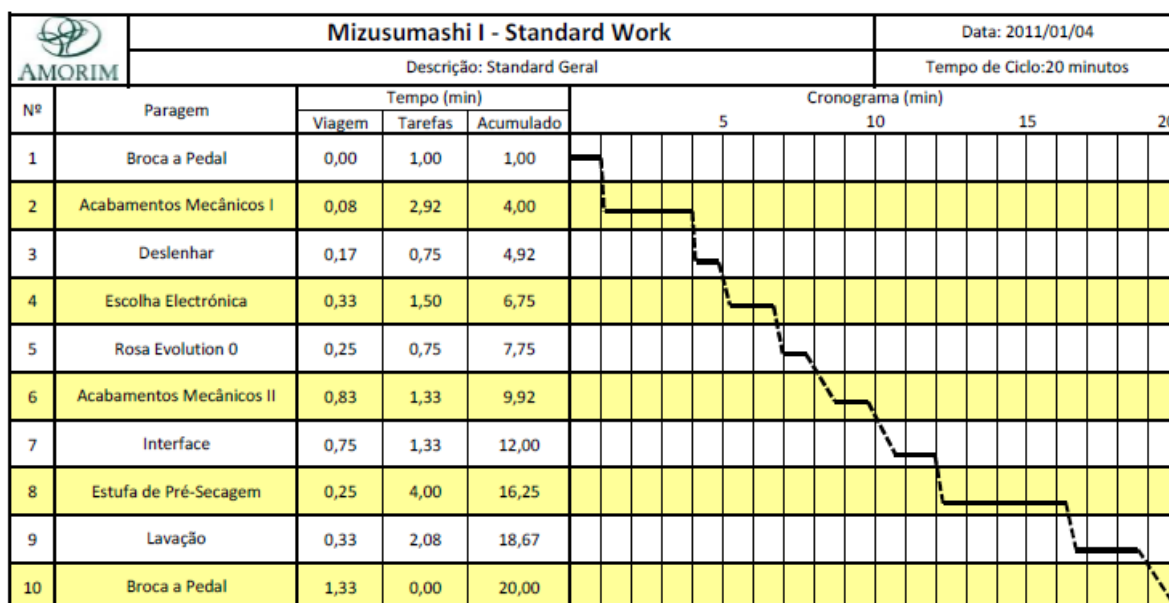 AMORIM
Mizusumashi I - Standard Work
Data: 2011/01/04
Descrição: Standard Geral
Tempo de Ciclo:20 minutos
Nº Paragem Tempo (min) Cronograma (min)
Viagem Tarefas Acumulado 5 10 15 20
1 Broca a Pedal 0,00 1,00 1,00
2 Acabamentos Mecânicos I 0,08 2,92 4,00
3 Deslenhar 0,17 0,75 4,92
4 Escolha Electrónica 0,33 1,50 6,75
5 Rosa Evolution 0 0,25 0,75 7,75
6 Acabamentos Mecânicos II 0,83 1,33 9,92
7 Interface 0,75 1,33 12,00
8 Estufa de Pré-Secagem 0,25 4,00 16,25
9 Lavação 0,33 2,08 18,67
10 Broca a Pedal 1,33 0,00 20,00